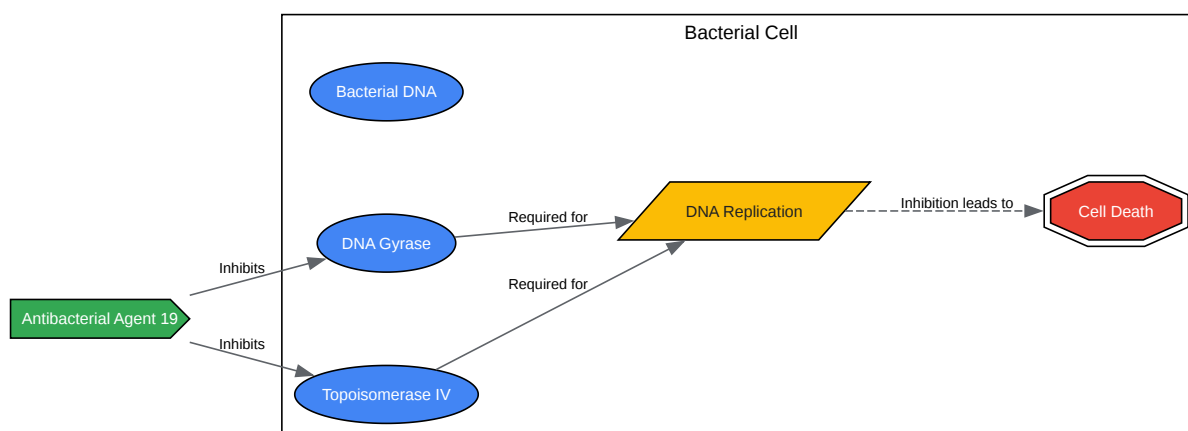 Bacterial Cell
Bacterial DNA
DNA Gyrase
Required for
DNA Replication
Inhibition leads to
Cell Death
Inhibits
Required for
Antibacterial Agent 19
Inhibits
Topoisomerase IV